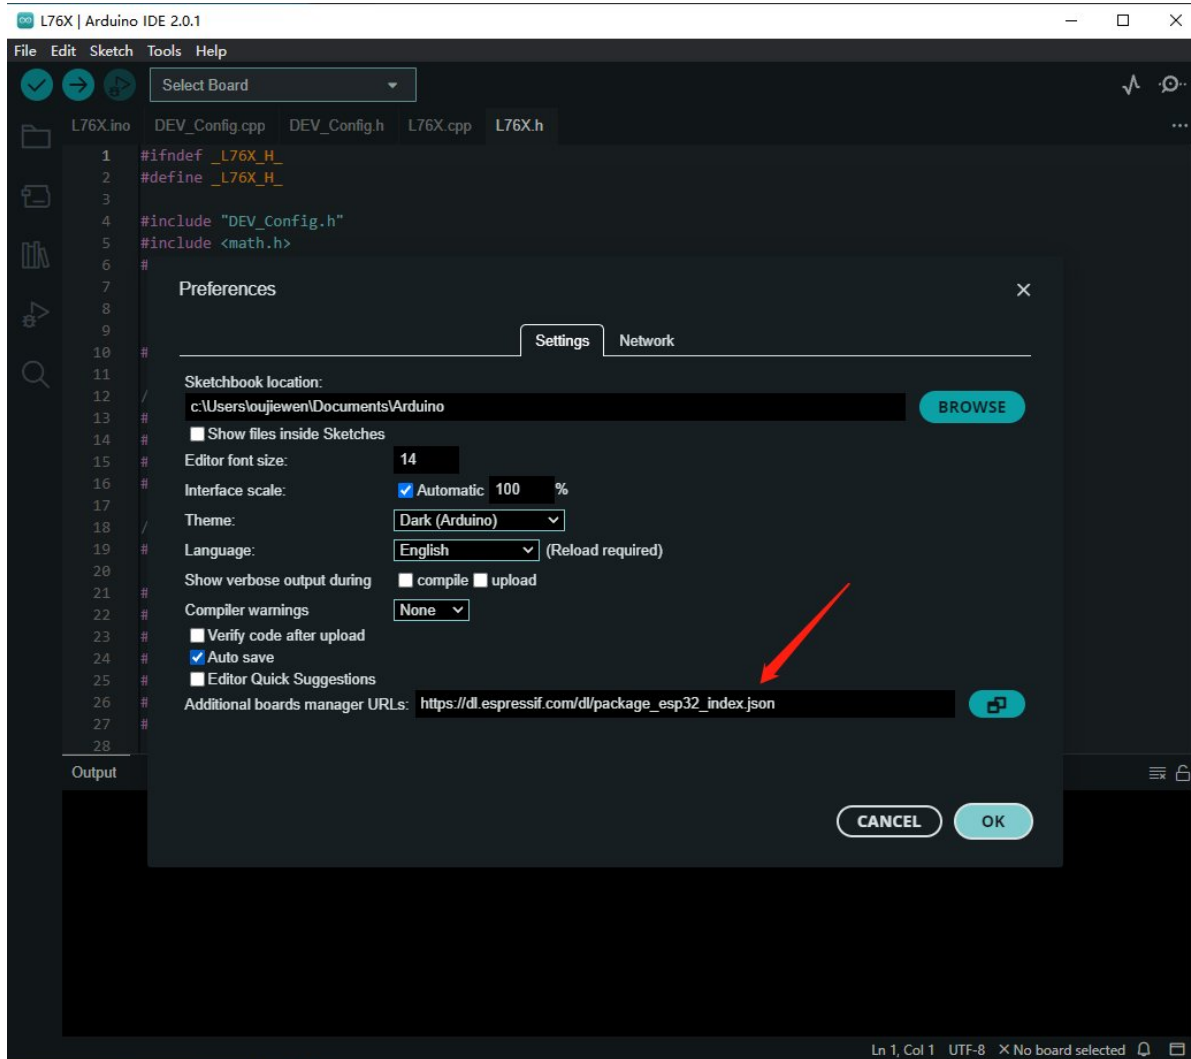 L76X | Arduino IDE 2.0.1
File Edit Sketch Tools Help
Select Board
L76X.ino DEV_Config.cpp DEV_Config.h L76X.cpp L76X.h
1 #ifndef _L76X_H_
2 #define _L76X_H_
3
4 #include "DEV_Config.h"
5 #include <math.h>
6 #
7
8
9
10 #
11
12 /
13 #
14 #
15 #
16 #
17
18 /
19 #
20
21 #
22 #
23 #
24 #
25 #
26 #
27 #
28
Preferences
Settings Network
Sketchbook location:
c:\Users\oujiewen\Documents\Arduino BROWSE
Show files inside Sketches
Editor font size: 14
Interface scale: Automatic 100 %
Theme: Dark (Arduino)
Language: English (Reload required)
Show verbose output during compile upload
Compiler warnings None
Verify code after upload
Auto save
Editor Quick Suggestions
Additional boards manager URLs: https://dl.espressif.com/dl/package_esp32_index.json
CANCEL OK
Output
Ln 1, Col 1 UTF-8 No board selected